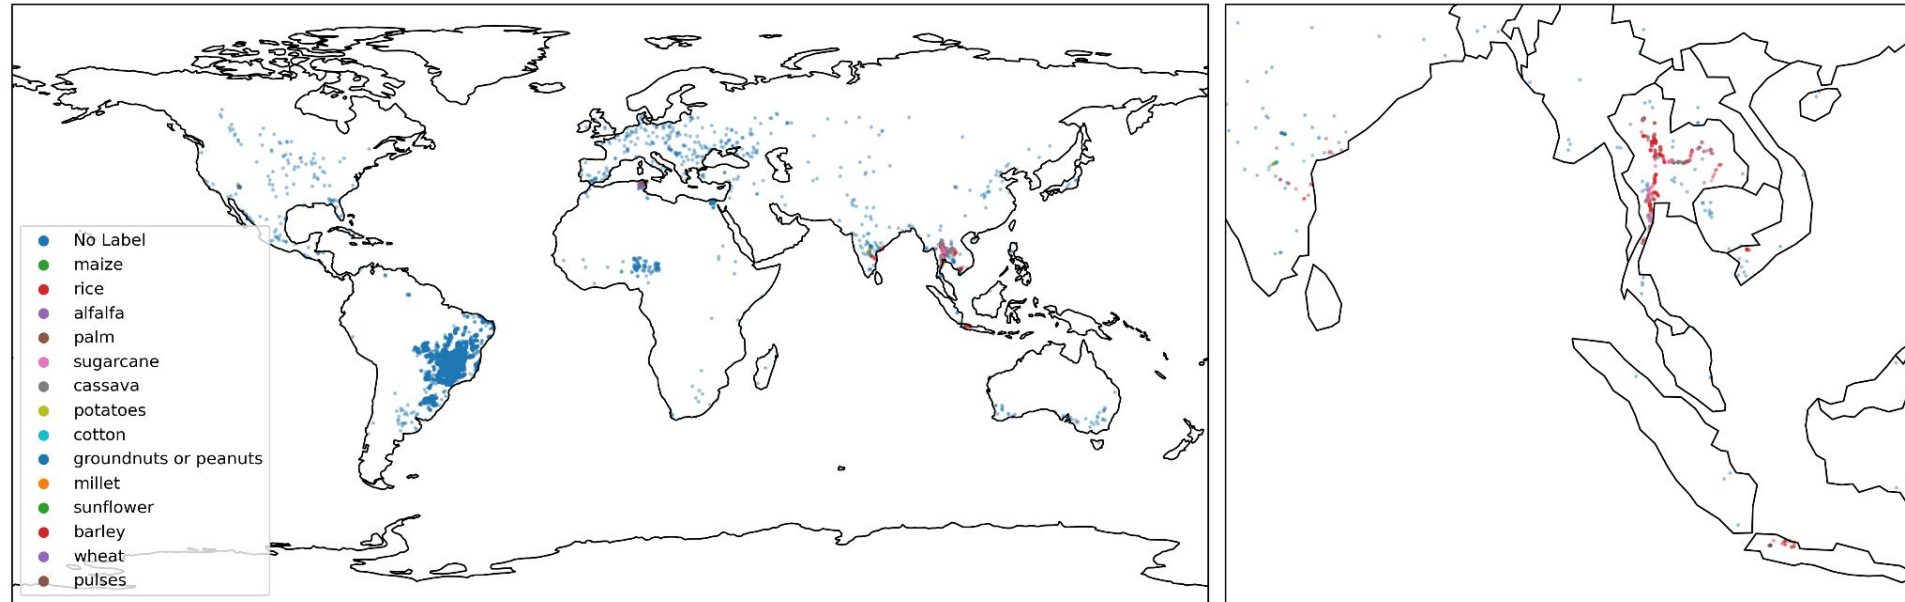 No Label
maize
rice
alfalfa
palm
sugarcane
cassava
potatoes
cotton
groundnuts or peanuts
millet
sunflower
barley
wheat
pulses